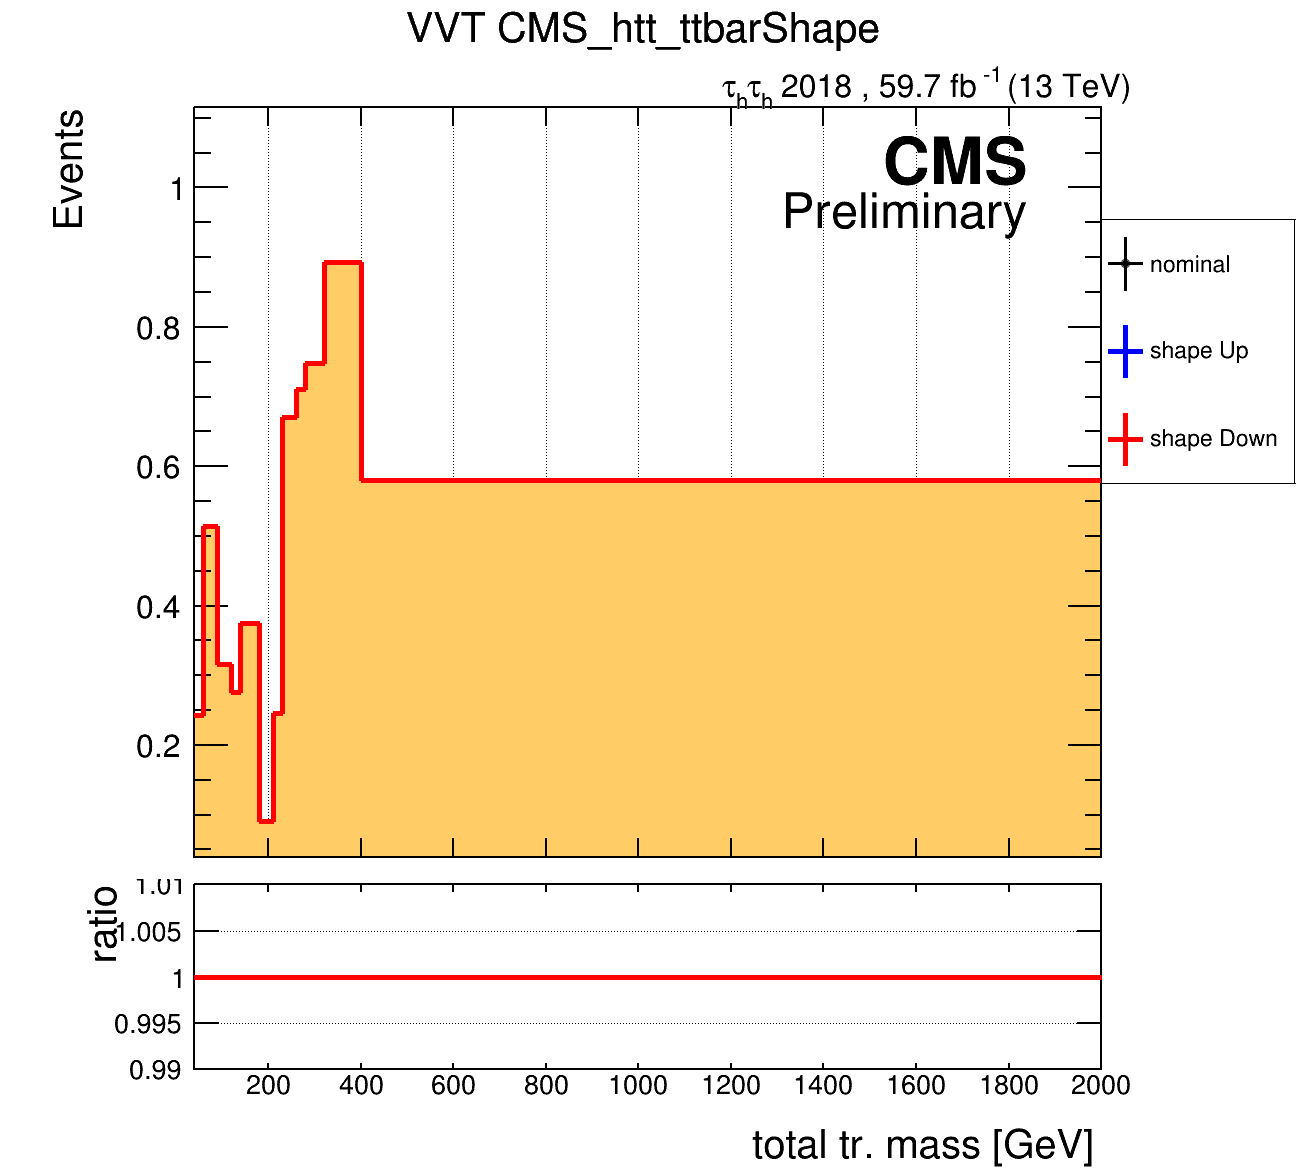 VVT CMS_htt_ttbarShape
τhτh 2018 , 59.7 fb-1 (13 TeV)
Events
CMS
Preliminary
1
0.8
0.6
0.4
0.2
nominal
shape Up
shape Down
ratio
1.01
1.005
1
0.995
0.99
200 400 600 800 1000 1200 1400 1600 1800 2000
total tr. mass [GeV]